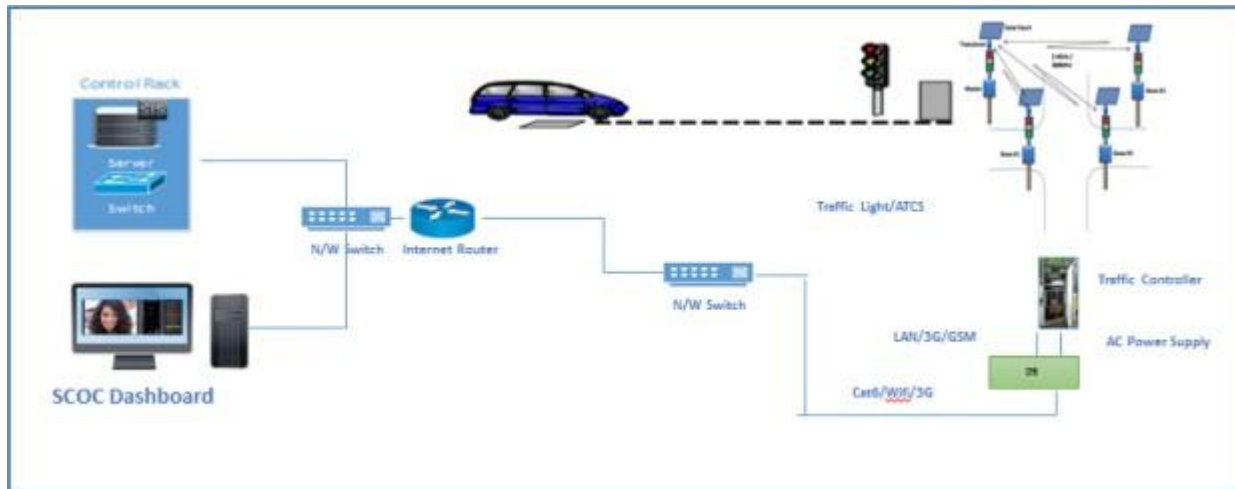 Control Rack
Server
Switch
N/W Switch
Internet Router
SCOC Dashboard
N/W Switch
Traffic Light/ATCS
Traffic Controller
LAN/3G/GSM
AC Power Supply
Cat6/Wifi/3G